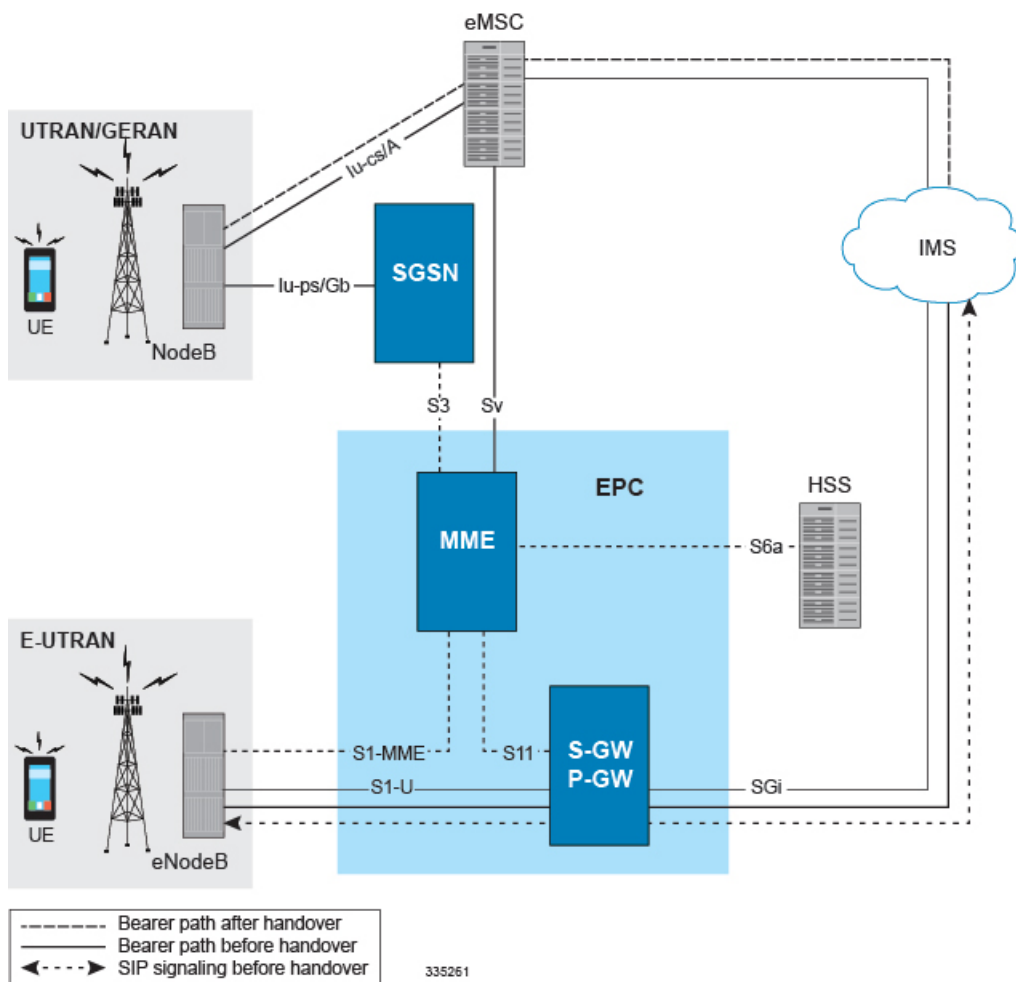 eMSC
UTRAN/GERAN
Iu-cs/A
SGSN
IMS
Iu-ps/Gb
UE
NodeB
S3
Sv
EPC
HSS
MME
S6a
E-UTRAN
S1-MME
S11
S-GW
P-GW
S1-U
SGi
UE
eNodeB
Bearer path after handover
Bearer path before handover
SIP signaling before handover
335261